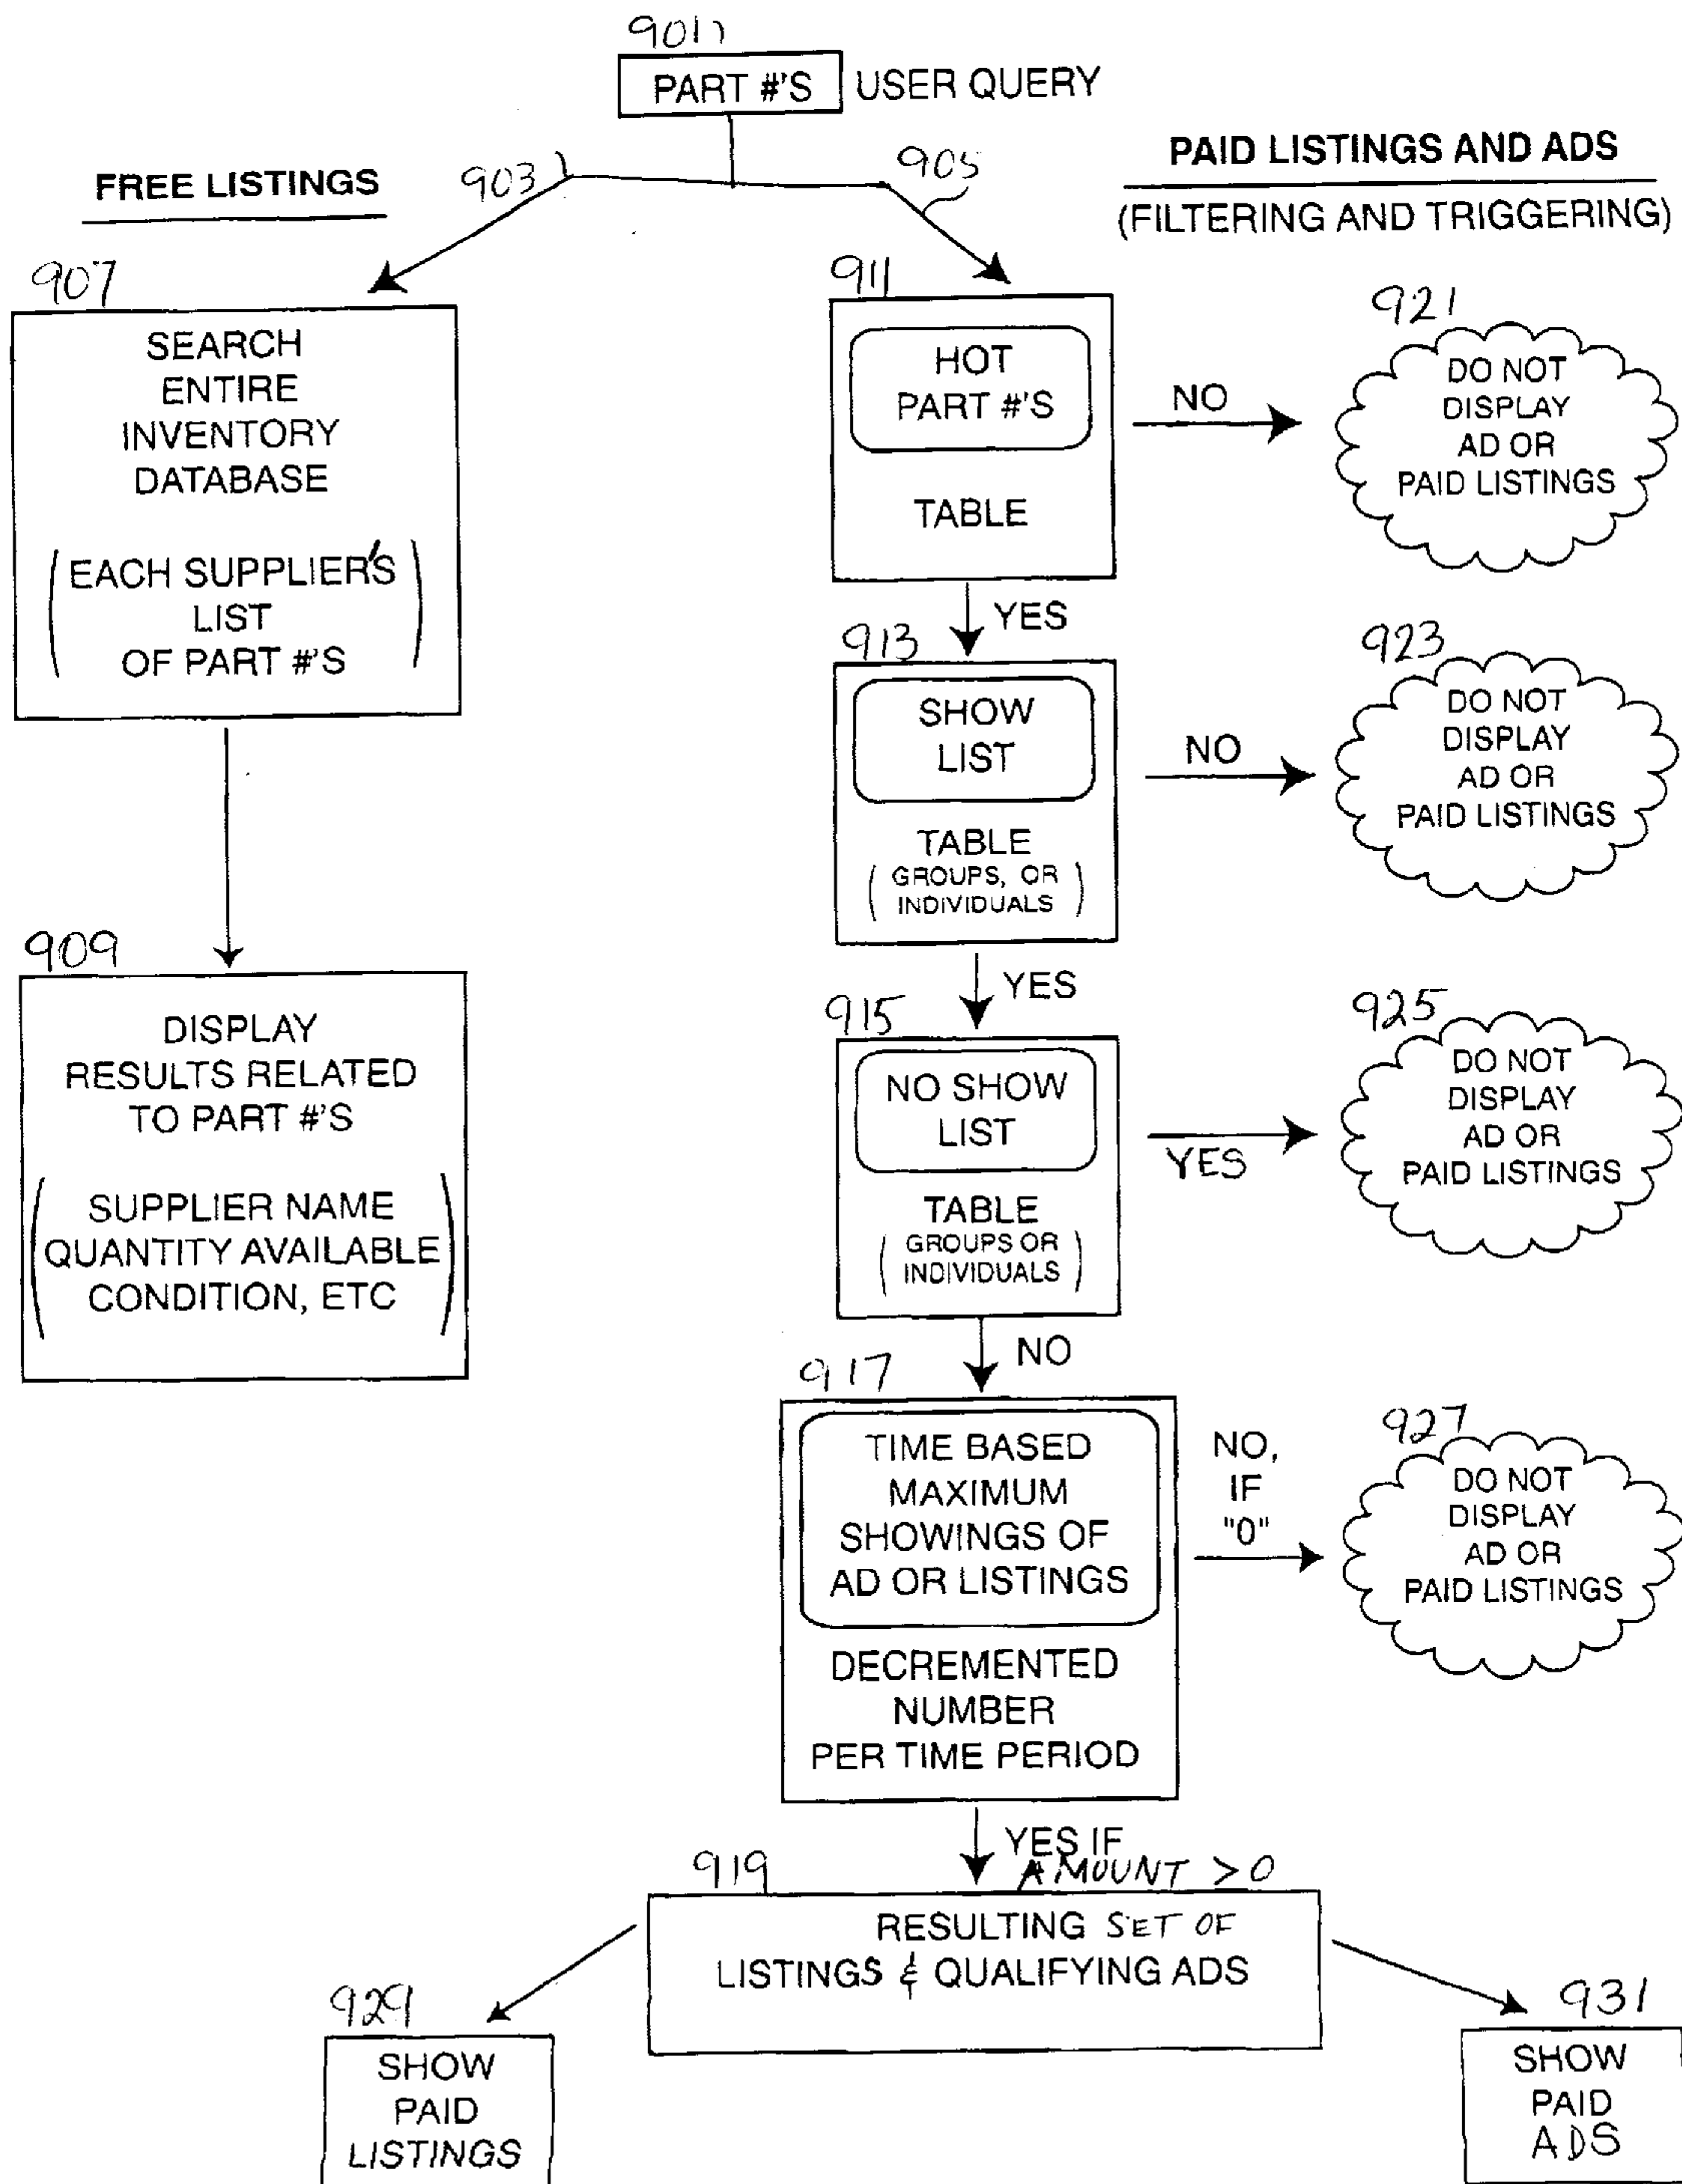 901
PART #'S USER QUERY
FREE LISTINGS
903
905
PAID LISTINGS AND ADS
(FILTERING AND TRIGGERING)
907
SEARCH
ENTIRE
INVENTORY
DATABASE
(EACH SUPPLIER'S
LIST
OF PART #'S)
909
DISPLAY
RESULTS RELATED
TO PART #'S
(SUPPLIER NAME
QUANTITY AVAILABLE
CONDITION, ETC)
911
HOT
PART #'S
TABLE
NO
921
DO NOT
DISPLAY
AD OR
PAID LISTINGS
YES
913
SHOW
LIST
TABLE
(GROUPS, OR
INDIVIDUALS)
NO
923
DO NOT
DISPLAY
AD OR
PAID LISTINGS
YES
915
NO SHOW
LIST
TABLE
(GROUPS OR
INDIVIDUALS)
YES
925
DO NOT
DISPLAY
AD OR
PAID LISTINGS
NO
917
TIME BASED
MAXIMUM
SHOWINGS OF
AD OR LISTINGS
DECREMENTED
NUMBER
PER TIME PERIOD
NO,
IF
"0"
927
DO NOT
DISPLAY
AD OR
PAID LISTINGS
YES IF
AMOUNT > 0
919
RESULTING SET OF
LISTINGS & QUALIFYING ADS
929
SHOW
PAID
LISTINGS
931
SHOW
PAID
ADS